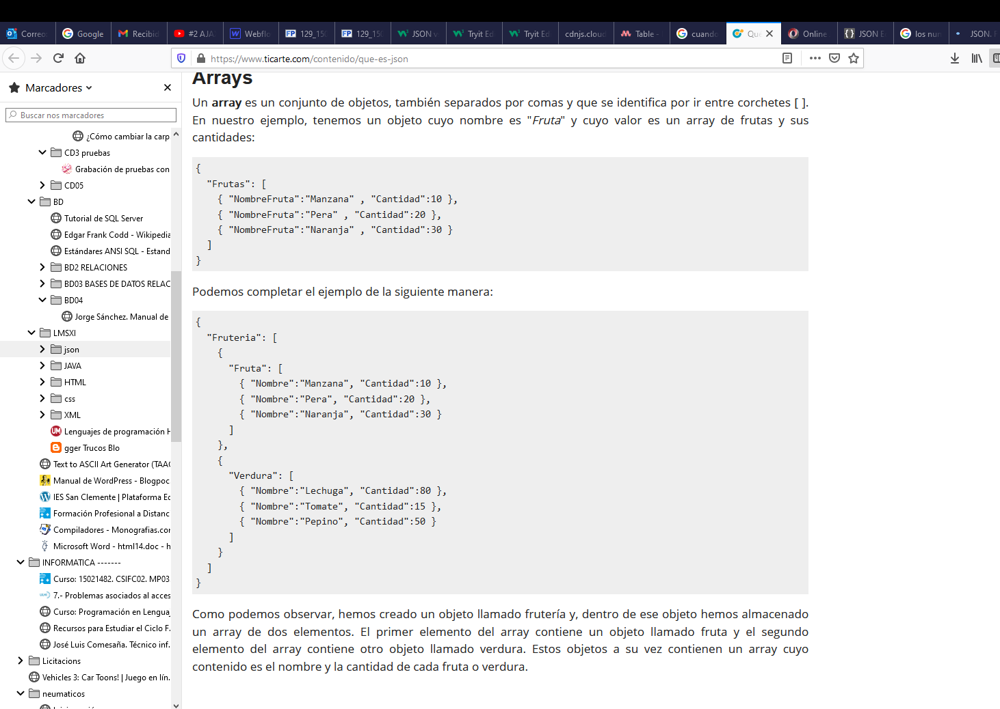 Correo
Google
Recibid
#2 AJA
Webflo
129_15
129_15
JSON v
Tryit Ed
Tryit Ed
cdnjs.cloud
Table -
cuando
Que
Online
JSON E
los nu
JSON.
https://www.ticarte.com/contenido/que-es-json
Marcadores
Buscar nos marcadores
¿Cómo cambiar la carp
CD3 pruebas
Grabación de pruebas con
CD05
BD
Tutorial de SQL Server
Edgar Frank Codd - Wikipedia
Estándares ANSI SQL - Estand
BD2 RELACIONES
BD03 BASES DE DATOS RELAC
BD04
Jorge Sánchez. Manual de
LMSXI
json
JAVA
HTML
css
XML
Lenguajes de programación H
gger Trucos Blo
Text to ASCII Art Generator (TAA
Manual de WordPress - Blogpoc
IES San Clemente | Plataforma Ed
Formación Profesional a Distanc
Compiladores - Monografias.cor
Microsoft Word - html14.doc - h
INFORMATICA -------
Curso: 15021482. CSIFC02. MP03
7.- Problemas asociados al acces
Curso: Programación en Lengua
Recursos para Estudiar el Ciclo F.
José Luis Comesaña. Técnico inf.
Licitacions
Vehicles 3: Car Toons! | Juego en lín.
neumaticos
Arrays
Un array es un conjunto de objetos, también separados por comas y que se identifica por ir entre corchetes [ ].
En nuestro ejemplo, tenemos un objeto cuyo nombre es "Fruta" y cuyo valor es un array de frutas y sus
cantidades:
{
"Frutas": [
{ "NombreFruta":"Manzana" , "Cantidad":10 },
{ "NombreFruta":"Pera" , "Cantidad":20 },
{ "NombreFruta":"Naranja" , "Cantidad":30 }
]
}
Podemos completar el ejemplo de la siguiente manera:
{
"Fruteria": [
{
"Fruta": [
{ "Nombre":"Manzana", "Cantidad":10 },
{ "Nombre":"Pera", "Cantidad":20 },
{ "Nombre":"Naranja", "Cantidad":30 }
]
},
{
"Verdura": [
{ "Nombre":"Lechuga", "Cantidad":80 },
{ "Nombre":"Tomate", "Cantidad":15 },
{ "Nombre":"Pepino", "Cantidad":50 }
]
}
]
}
Como podemos observar, hemos creado un objeto llamado frutería y, dentro de ese objeto hemos almacenado
un array de dos elementos. El primer elemento del array contiene un objeto llamado fruta y el segundo
elemento del array contiene otro objeto llamado verdura. Estos objetos a su vez contienen un array cuyo
contenido es el nombre y la cantidad de cada fruta o verdura.